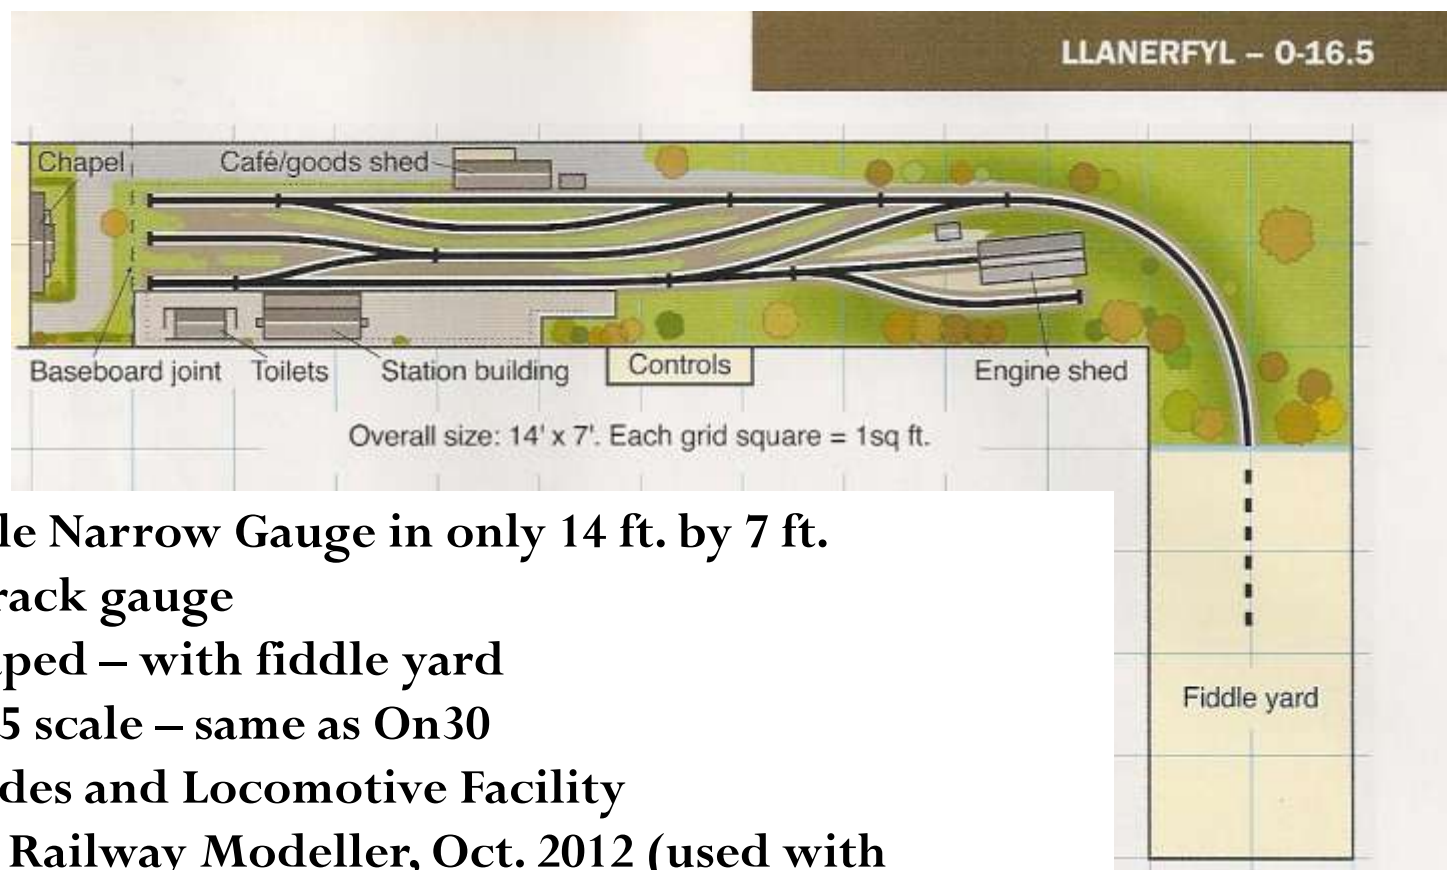 LLANERFYL – 0-16.5
Chapel
Café/goods shed
Baseboard joint
Toilets
Station building
Controls
Engine shed
Overall size: 14' x 7'. Each grid square = 1sq ft.
Fiddle yard
le Narrow Gauge in only 14 ft. by 7 ft.
rack gauge
ped – with fiddle yard
5 scale – same as On30
des and Locomotive Facility
Railway Modeller, Oct. 2012 (used with